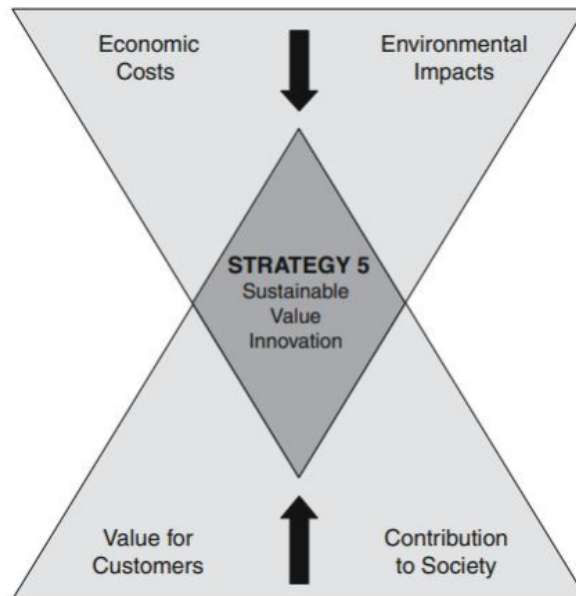 Economic
Costs
Environmental
Impacts
STRATEGY 5
Sustainable
Value
Innovation
Value for
Customers
Contribution
to Society